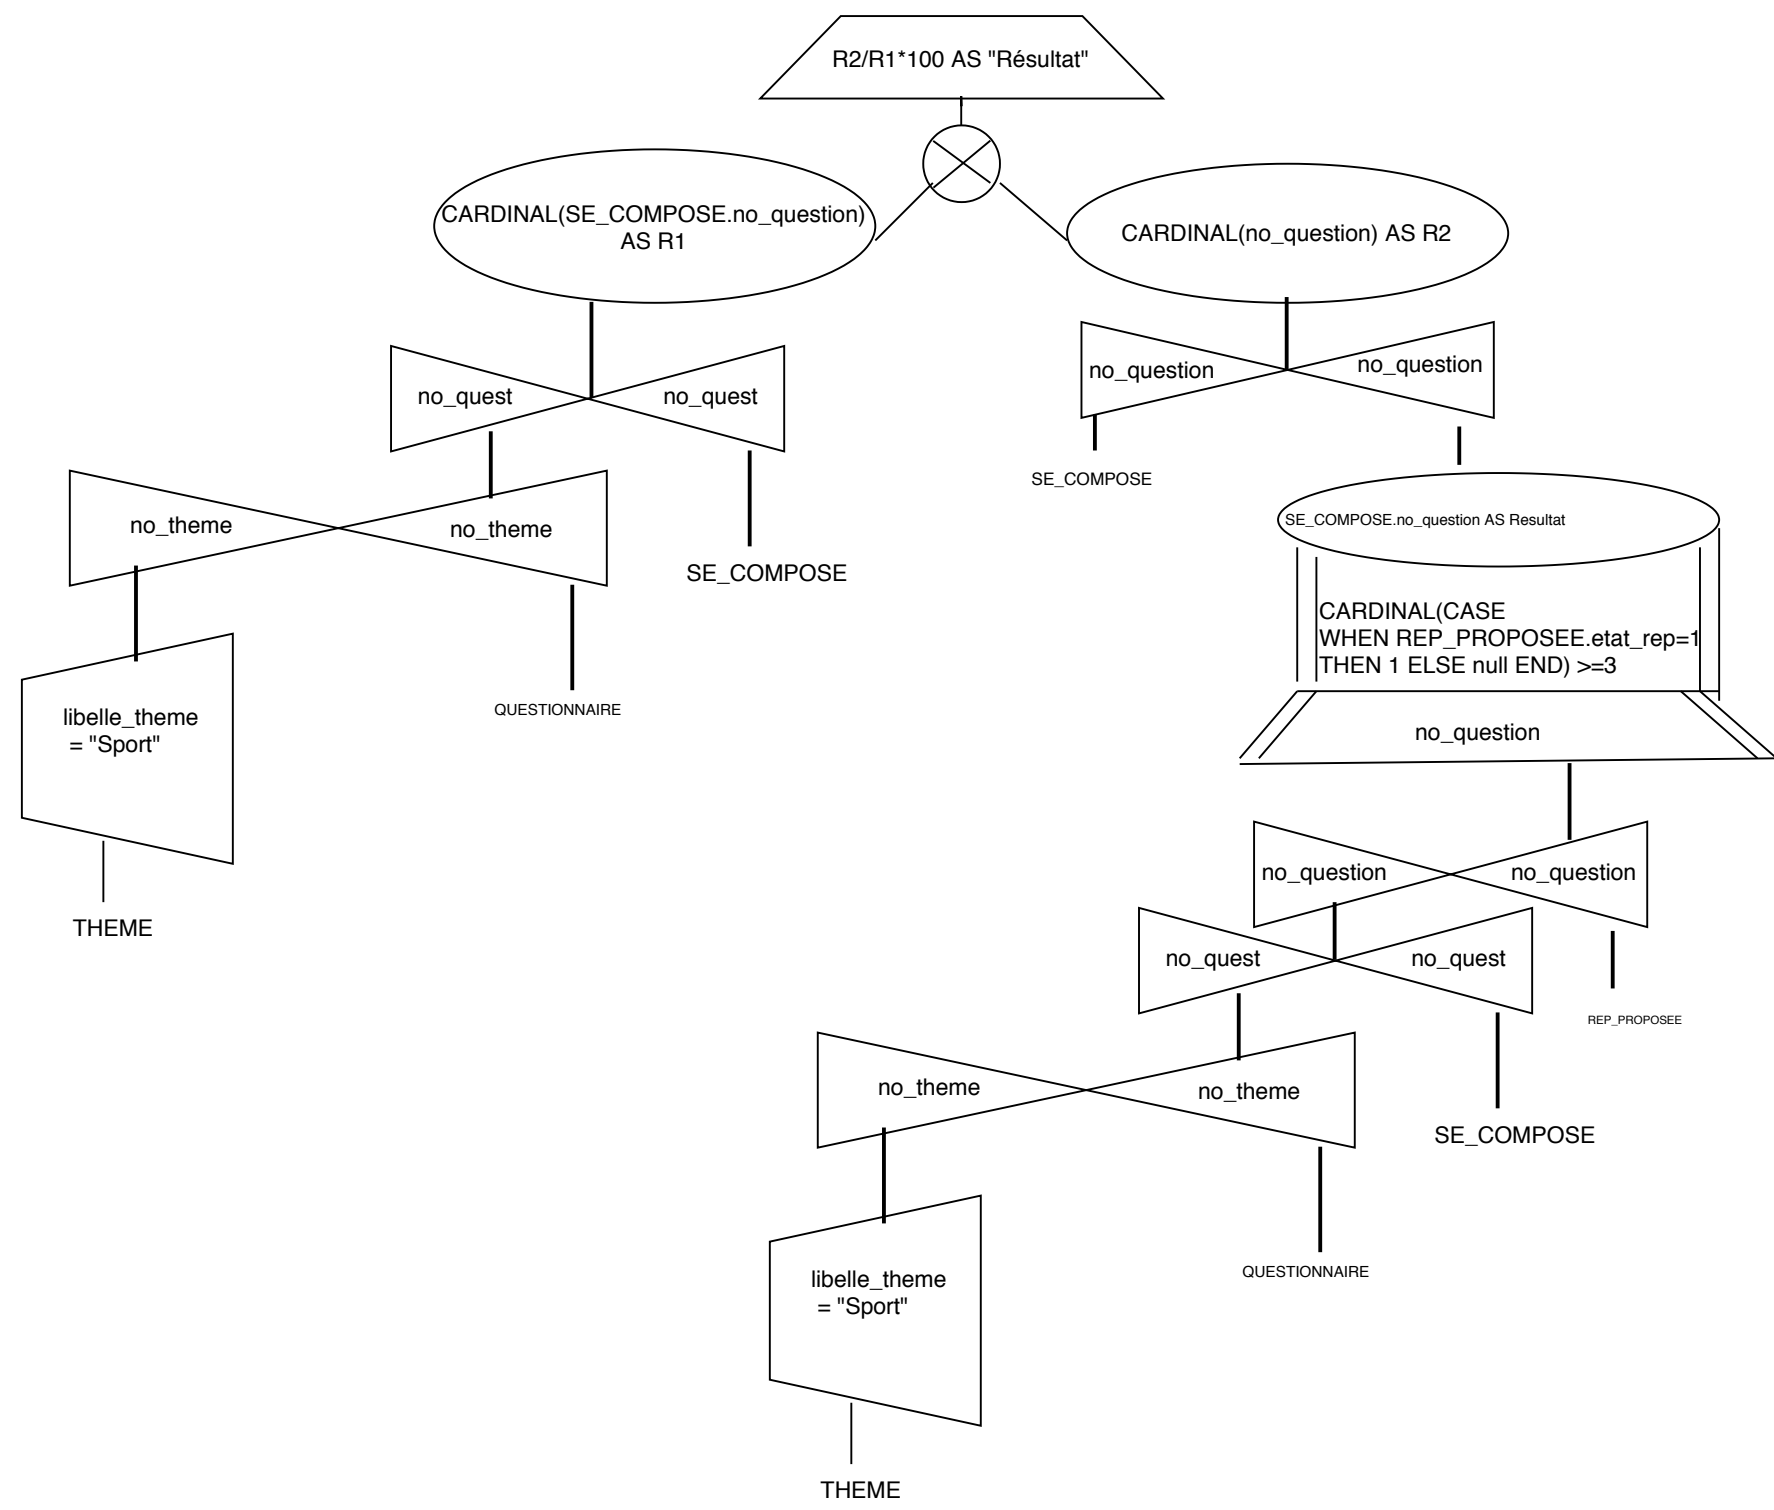 R2/R1*100 AS "Résultat"
CARDINAL(SE_COMPOSE.no_question)
AS R1
CARDINAL(no_question) AS R2
no_quest
no_quest
no_question
no_question
SE_COMPOSE
no_theme
no_theme
SE_COMPOSE
SE_COMPOSE.no_question AS Resultat
CARDINAL(CASE
WHEN REP_PROPOSEE.etat_rep=1
THEN 1 ELSE null END) >=3
libelle_theme
= "Sport"
QUESTIONNAIRE
no_question
THEME
no_question
no_question
no_quest
no_quest
REP_PROPOSEE
no_theme
no_theme
SE_COMPOSE
libelle_theme
= "Sport"
QUESTIONNAIRE
THEME